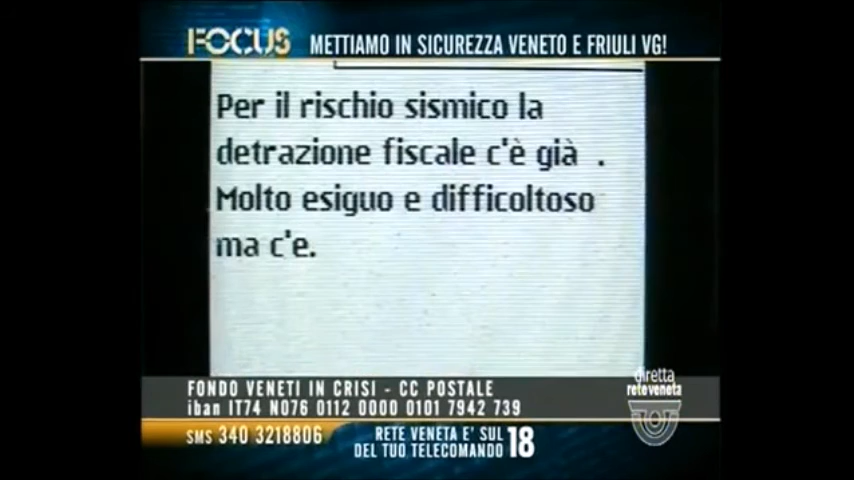 FOCUS METTIAMO IN SICUREZZA VENETO E FRIULI VG!
Per il rischio sismico la
detrazione fiscale c'è già .
Molto esiguo e difficoltoso
ma c'e.
FONDO VENETI IN CRISI - CC POSTALE
iban IT74 N076 0112 0000 0101 7942 739
diretta
reteveneta
SMS 340 3218806
RETE VENETA E' SUL
DEL TUO TELECOMANDO 18